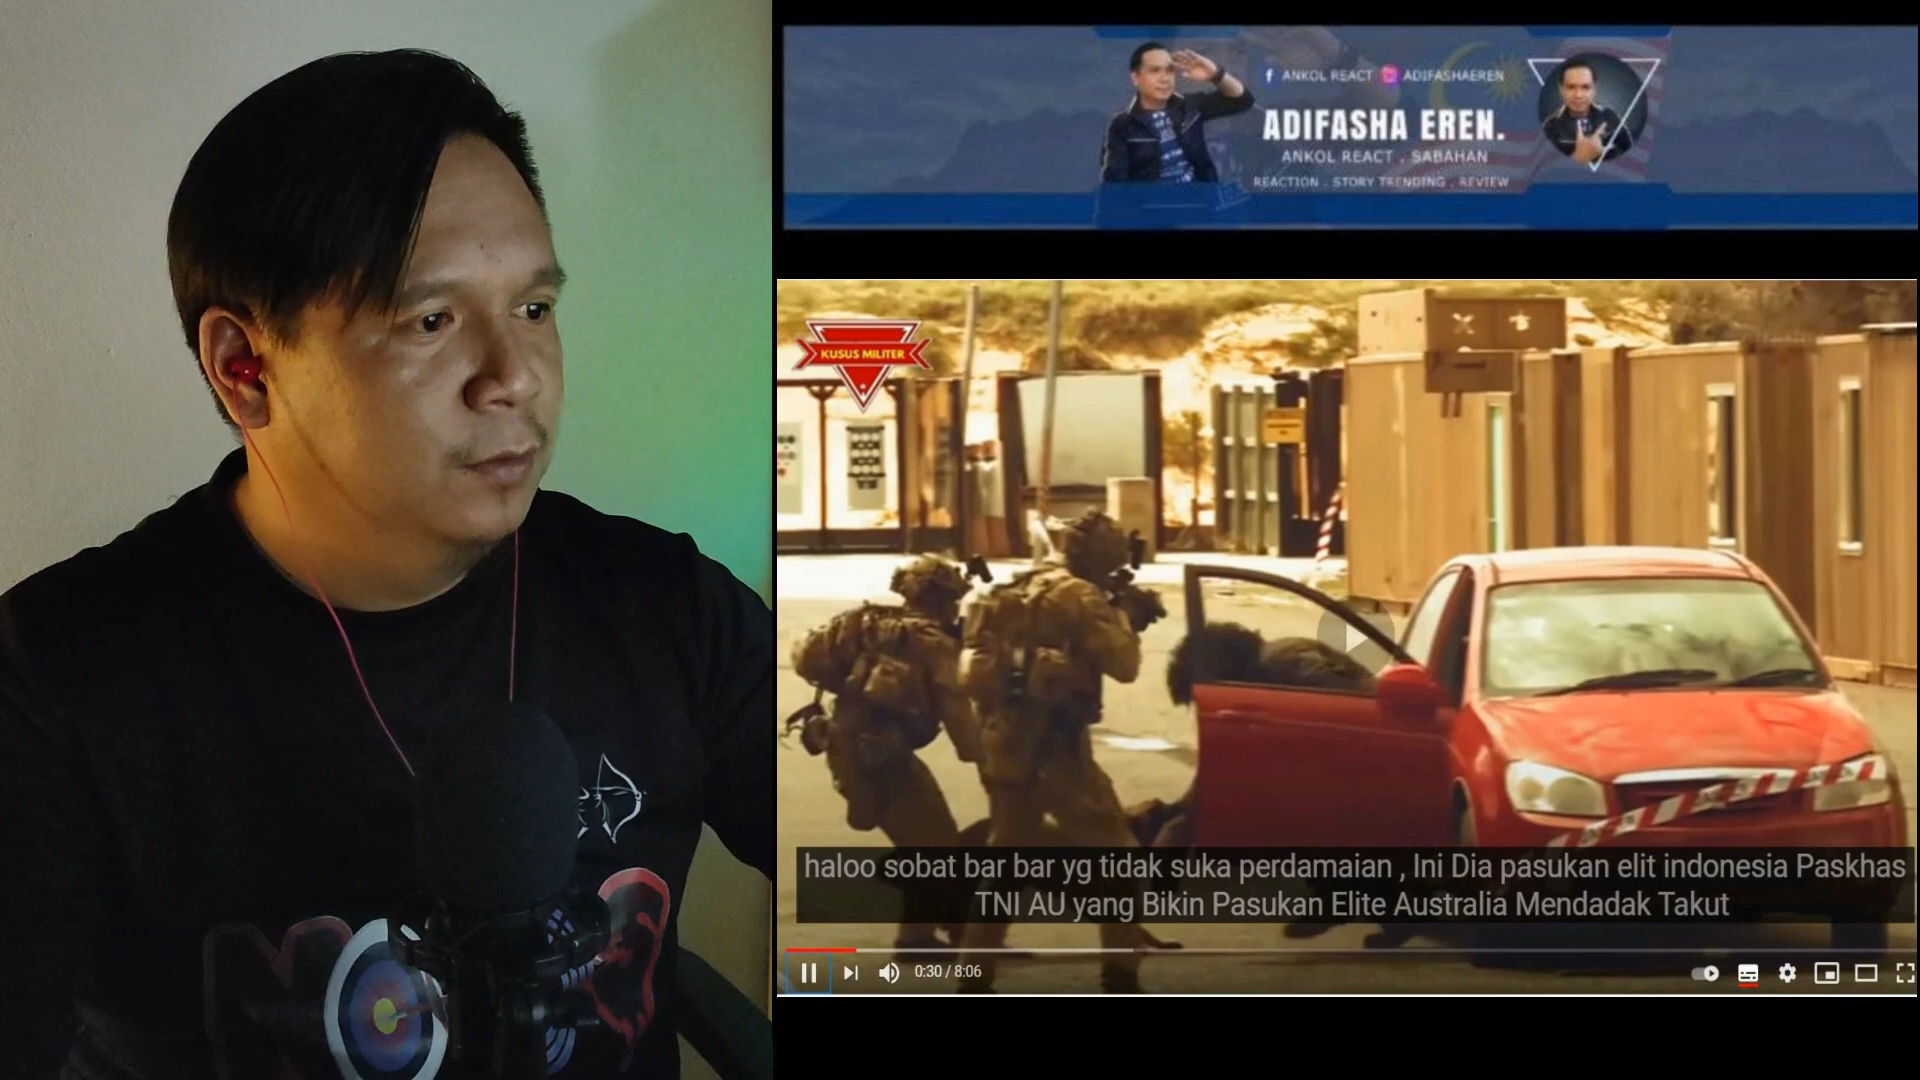 ANKOL REACT ADIFASHAEREN
ADIFASHA EREN.
ANKOL REACT . SABAHAN
REACTION . STORY TRENDING . REVIEW
KUSUS MILITER
haloo sobat bar bar yg tidak suka perdamaian , Ini Dia pasukan elit indonesia Paskhas
TNI AU yang Bikin Pasukan Elite Australia Mendadak Takut
0:30 / 8:06